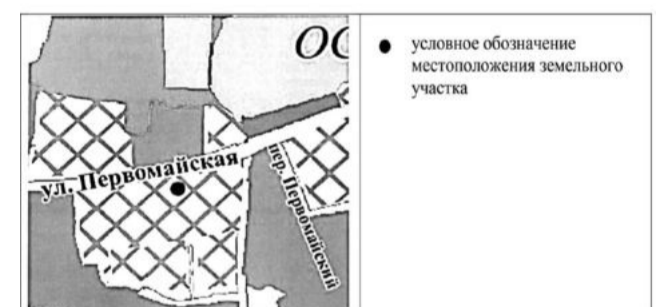 ОС
ул. Первомайская
пер. Первомайский
условное обозначение
местоположения земельного
участка